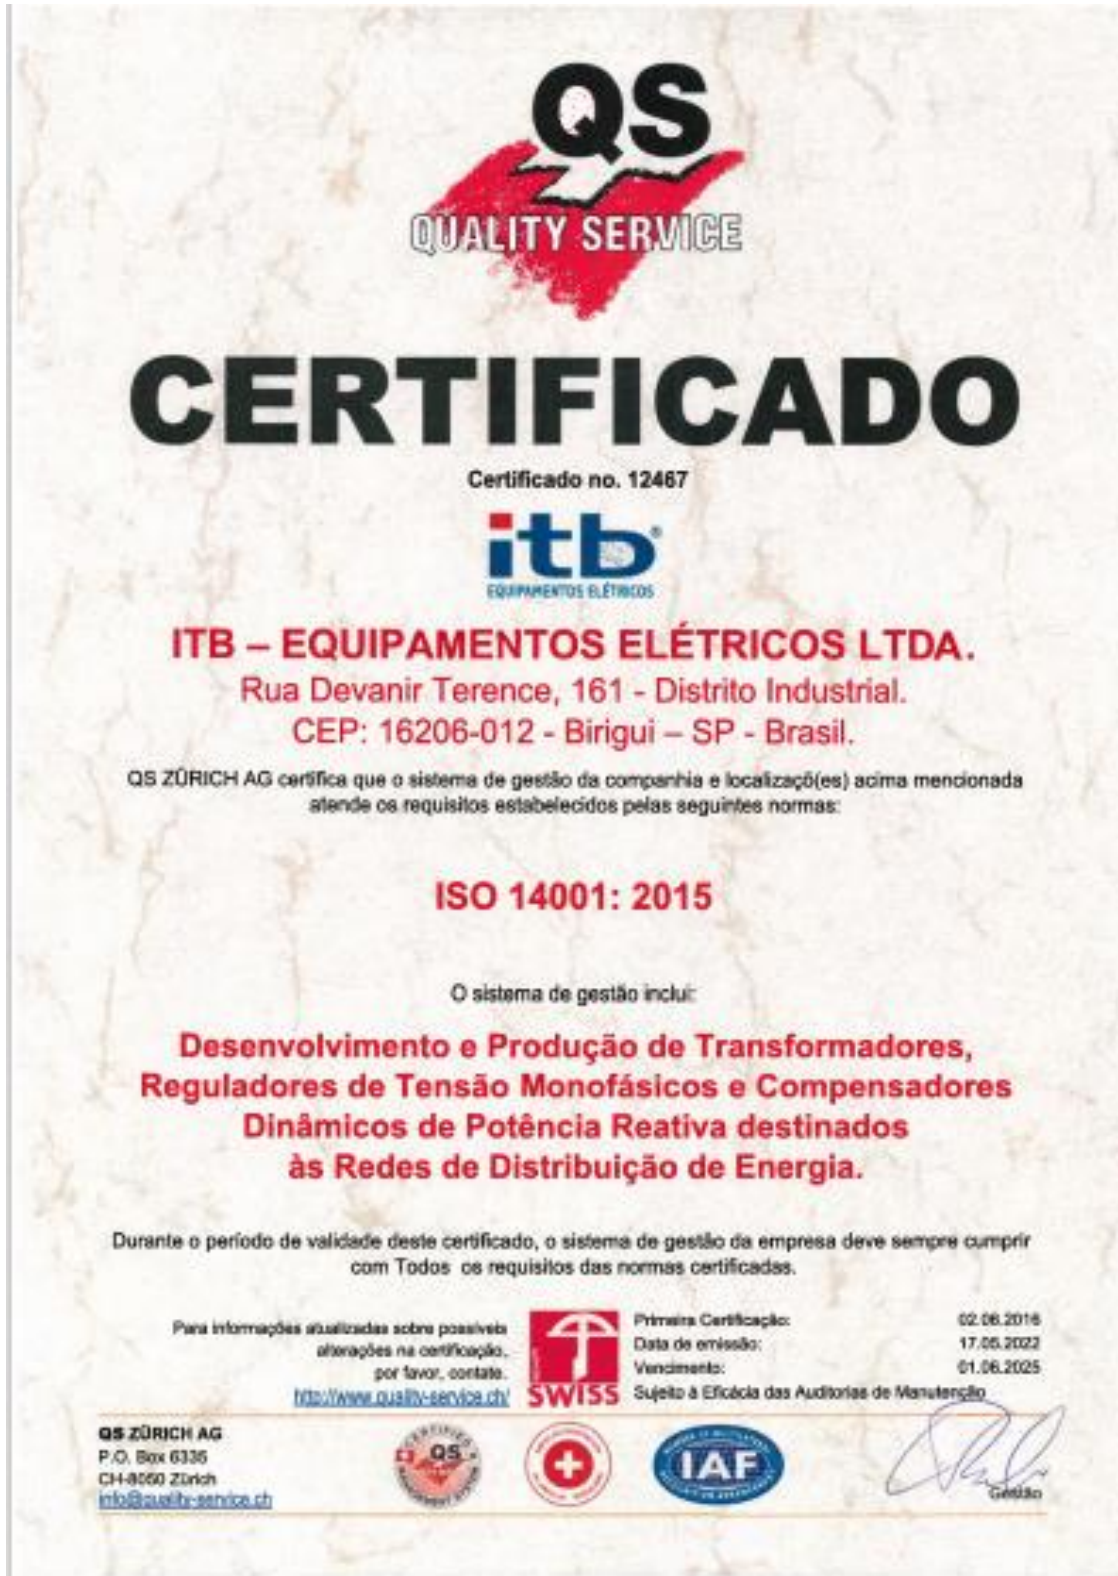 QS
QUALITY SERVICE
CERTIFICADO
Certificado no. 12467
itb®
EQUIPAMENTOS ELÉTRICOS
ITB – EQUIPAMENTOS ELÉTRICOS LTDA.
Rua Devanir Terence, 161 - Distrito Industrial.
CEP: 16206-012 - Birigui – SP - Brasil.
QS ZÜRICH AG certifica que o sistema de gestão da companhia e localizaçõ(es) acima mencionada
atende os requisitos estabelecidos pelas seguintes normas:
ISO 14001: 2015
O sistema de gestão inclui:
Desenvolvimento e Produção de Transformadores,
Reguladores de Tensão Monofásicos e Compensadores
Dinâmicos de Potência Reativa destinados
às Redes de Distribuição de Energia.
Durante o período de validade deste certificado, o sistema de gestão da empresa deve sempre cumprir
com Todos os requisitos das normas certificadas.
Para informações atualizadas sobre possíveis
alterações na certificação,
por favor, contate.
http://www.quality-service.ch/
SWISS
Primeira Certificação: 02.06.2016
Data de emissão: 17.05.2022
Vencimento: 01.06.2025
Sujeito à Eficácia das Auditorias de Manutenção
QS ZÜRICH AG
P.O. Box 6335
CH-8050 Zürich
info@quality-service.ch
CERTIFIED
QS
MANAGEMENT SYSTEM
IAF
Gestão